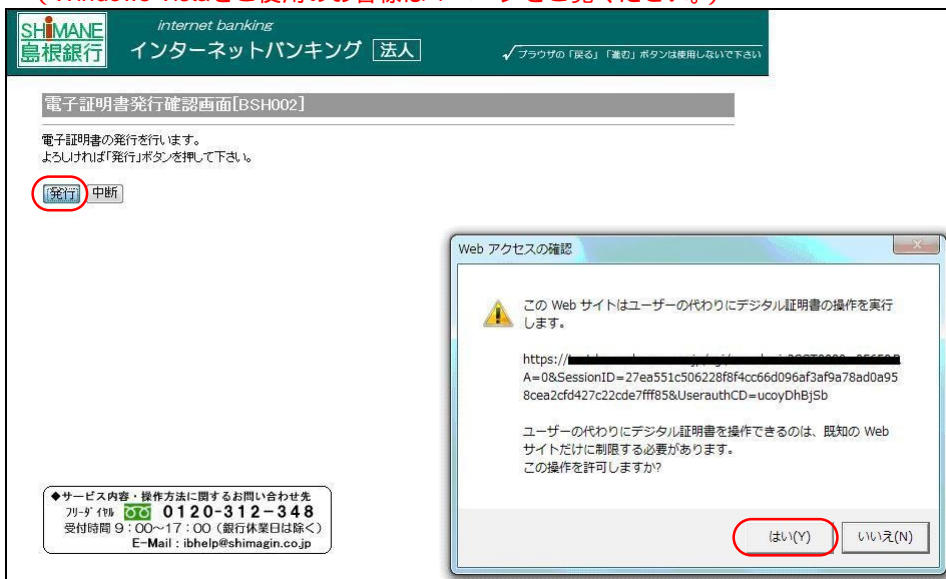 SHIMANE
島根銀行
internet banking
インターネットバンキング 法人
√ブラウザの「戻る」「進む」ボタンは使用しないで下さい
電子証明書発行確認画面[BSH002]
電子証明書の発行を行います。
よろしければ「発行」ボタンを押して下さい。
発行 中断
Web アクセスの確認
この Web サイトはユーザーの代わりにデジタル証明書の操作を実行
します。
https://
A=0&SessionID=27ea551c506228f8f4cc66d096af3af9a78ad0a95
8cea2cfd427c22cde7fff85&UserauthCD=ucoyDhBjSb
ユーザーの代わりにデジタル証明書を操作できるのは、既知の Web
サイトだけに制限する必要があります。
この操作を許可しますか?
はい(Y) いいえ(N)
◆サービス内容・操作方法に関するお問い合わせ先
フリーダイヤル 0120-312-348
受付時間 9:00~17:00（銀行休業日は除く）
E-Mail : ibhelp@shimagin.co.jp